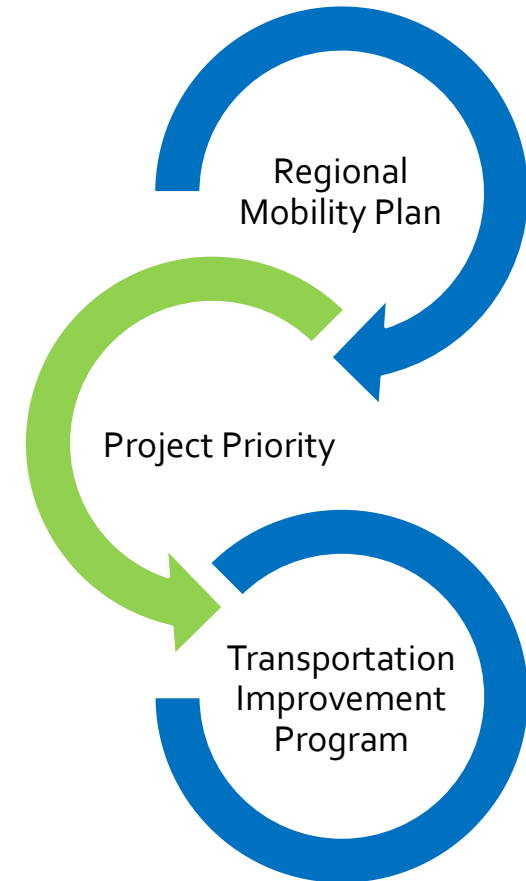 Regional
Mobility Plan
Project Priority
Transportation
Improvement
Program